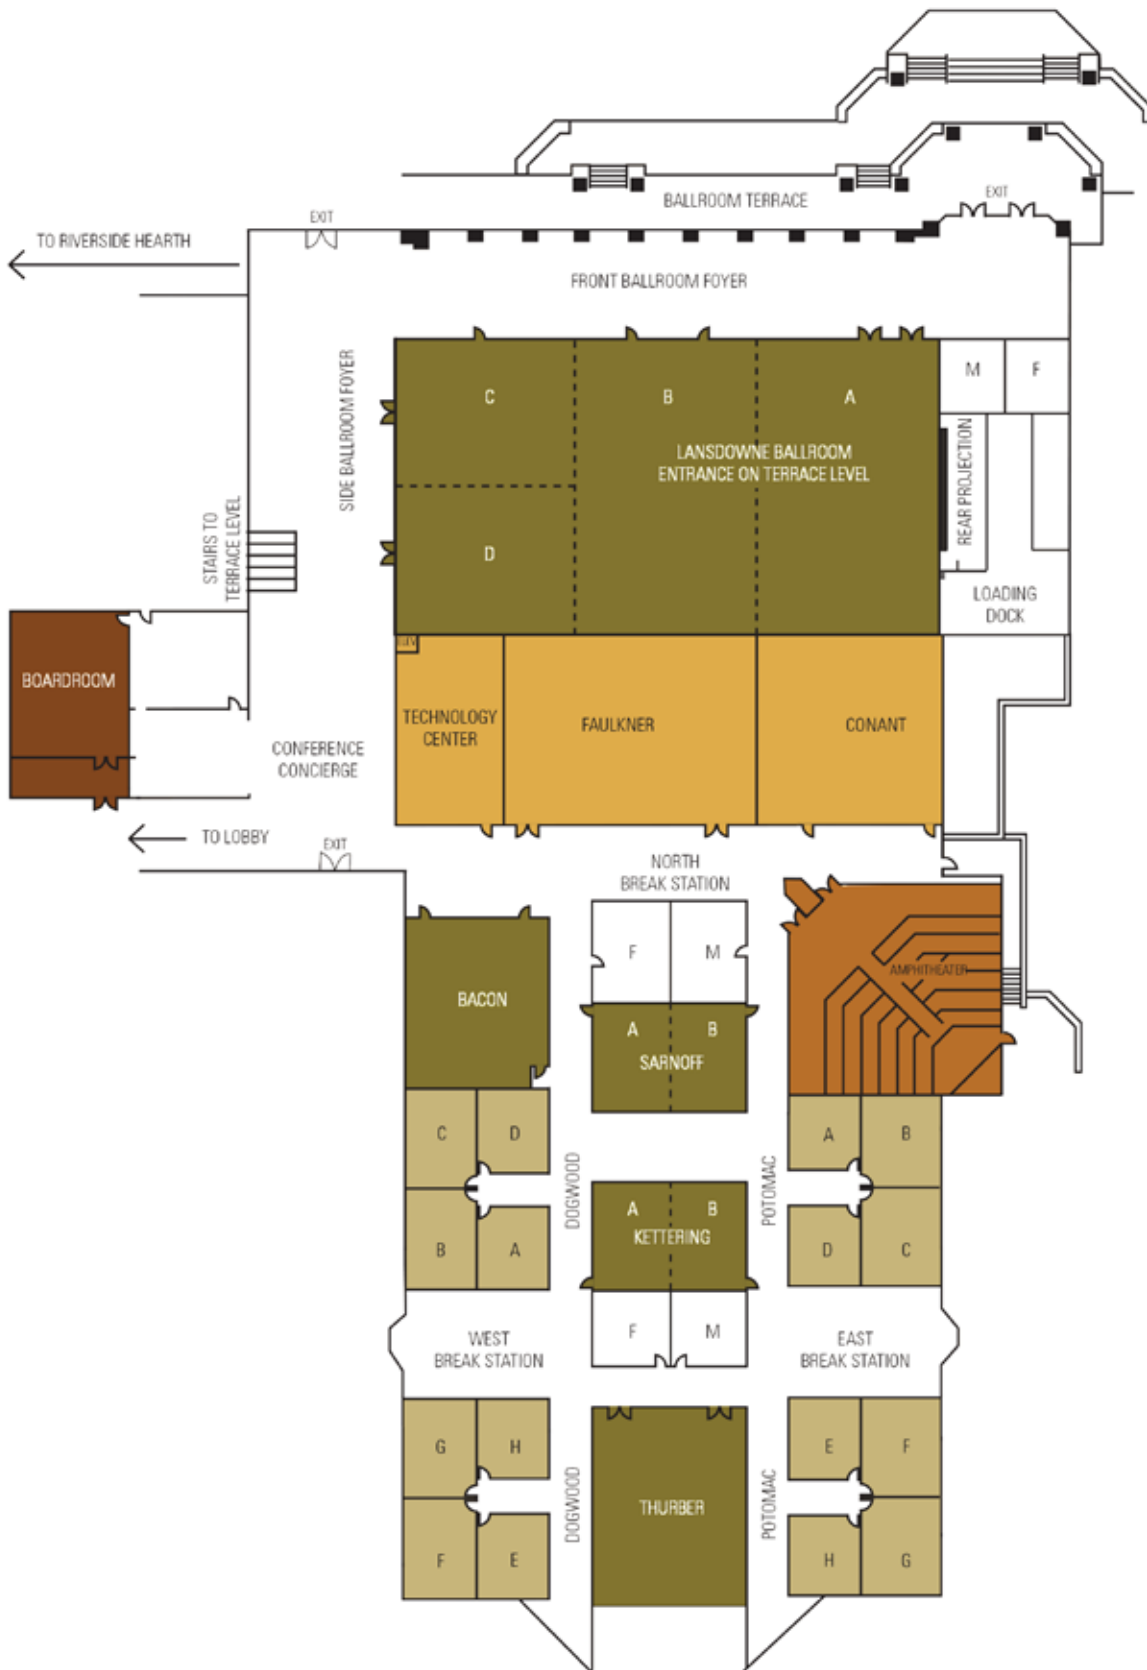 EXIT
BALLROOM TERRACE
EXIT
TO RIVERSIDE HEARTH
FRONT BALLROOM FOYER
SIDE BALLROOM FOYER
C
B
A
M
F
LANSDOWNE BALLROOM
ENTRANCE ON TERRACE LEVEL
REAR PROJECTION
STAIRS TO
TERRACE LEVEL
D
LOADING
DOCK
ELEV
BOARDROOM
TECHNOLOGY
CENTER
FAULKNER
CONANT
CONFERENCE
CONCIERGE
TO LOBBY
EXIT
NORTH
BREAK STATION
F
M
AMPHITHEATER
BACON
A
B
SARNOFF
C
D
A
B
DOGWOOD
POTOMAC
A
B
KETTERING
B
A
D
C
F
M
WEST
BREAK STATION
EAST
BREAK STATION
G
H
E
F
DOGWOOD
THURBER
POTOMAC
F
E
H
G